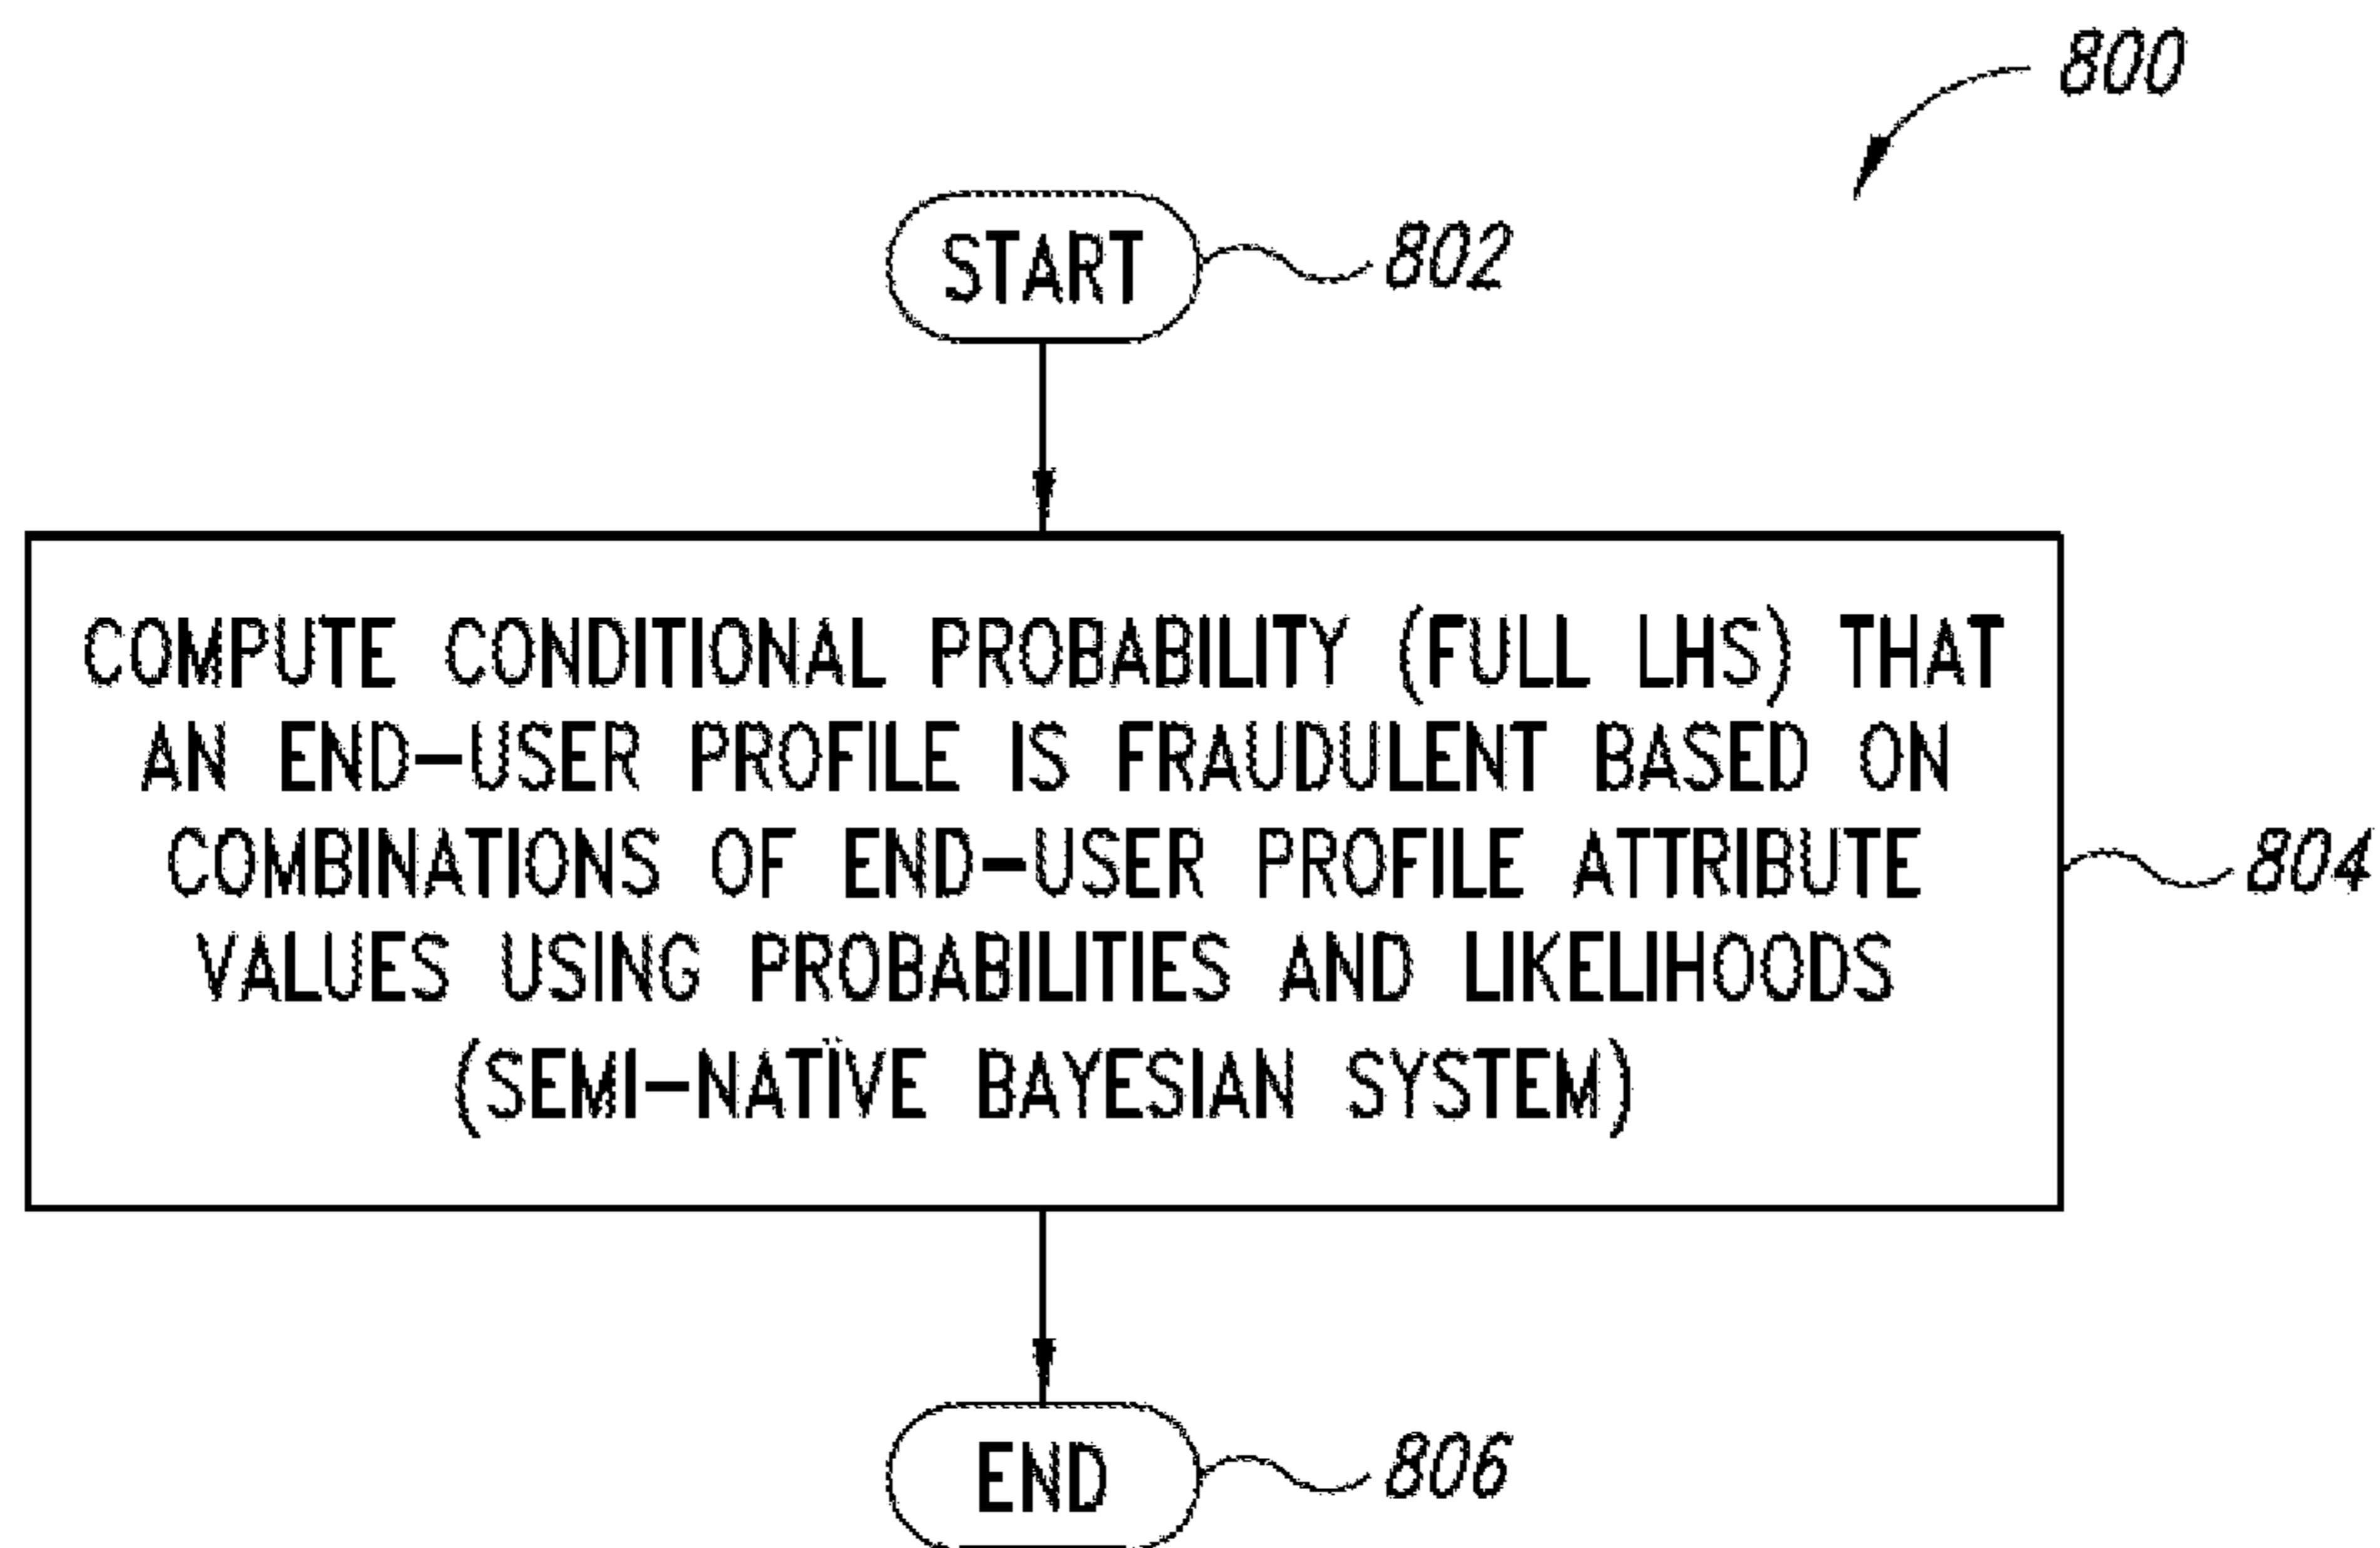 800
START 802
COMPUTE CONDITIONAL PROBABILITY (FULL LHS) THAT
AN END-USER PROFILE IS FRAUDULENT BASED ON
COMBINATIONS OF END-USER PROFILE ATTRIBUTE
VALUES USING PROBABILITIES AND LIKELIHOODS
(SEMI-NATÏVE BAYESIAN SYSTEM)
804
END 806